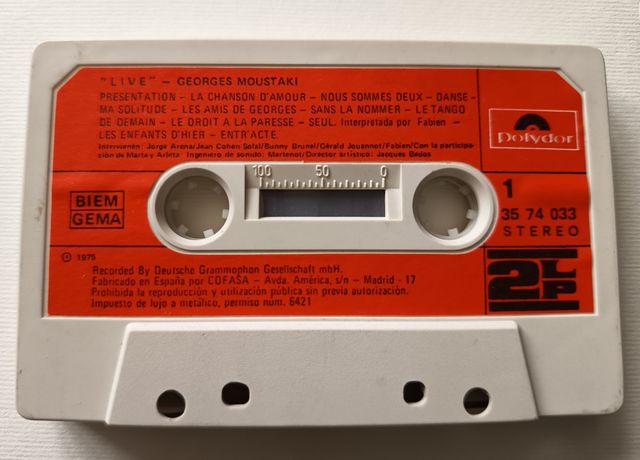 "LIVE" - GEORGES MOUSTAKI
PRESENTATION - LA CHANSON D'AMOUR - NOUS SOMMES DEUX - DANSE -
MA SOLITUDE - LES AMIS DE GEORGES - SANS LA NOMMER - LE TANGO
DE DEMAIN - LE DROIT A LA PARESSE - SEUL. Interpretada por Fabien -
LES ENFANTS D'HIER - ENTR'ACTE.
Intervienen: Jorge Arena/Jean Cohen Solal/Bunny Brunel/Gérald Jouannot/Fabien/Con la participa-
ción de Marta y Arletta Ingeniero de sonido: Martenot/Director artístico: Jacques Bedos
Polydor
100 50 0
BIEM
GEMA
1
35 74 033
STEREO
℗ 1975
Recorded By Deutsche Grammophon Gesellschaft mbH.
Fabricado en España por COFASA - Avda. América, s/n - Madrid - 17
Prohibida la reproducción y utilización pública sin previa autorización.
Impuesto de lujo a metálico, permiso núm. 6421
2 LP